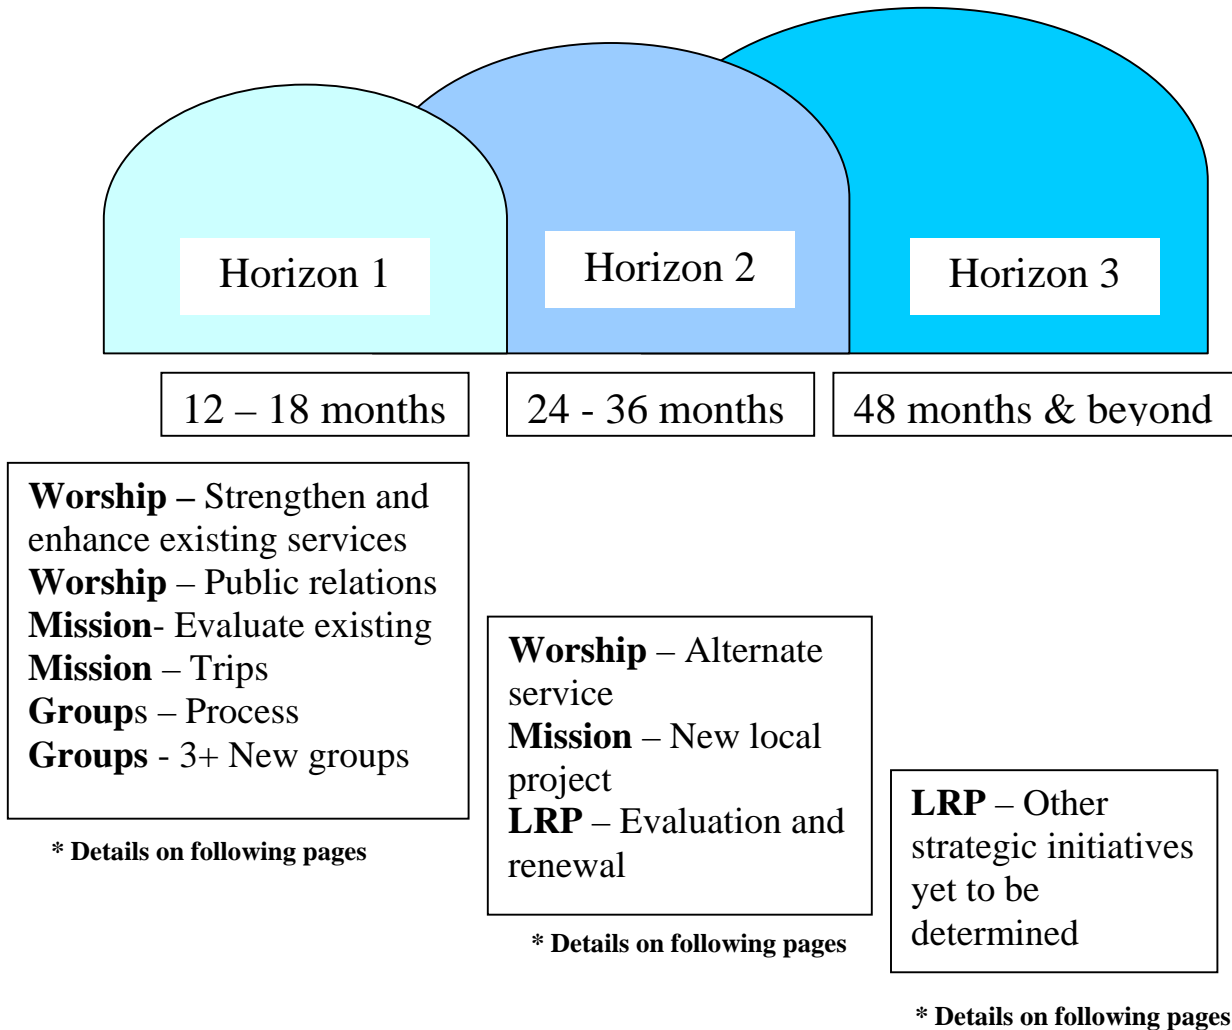 Horizon 1
Horizon 2
Horizon 3
12 – 18 months
24 - 36 months
48 months & beyond
Worship – Strengthen and
enhance existing services
Worship – Public relations
Mission- Evaluate existing
Mission – Trips
Groups – Process
Groups - 3+ New groups
* Details on following pages
Worship – Alternate
service
Mission – New local
project
LRP – Evaluation and
renewal
* Details on following pages
LRP – Other
strategic initiatives
yet to be
determined
* Details on following pages